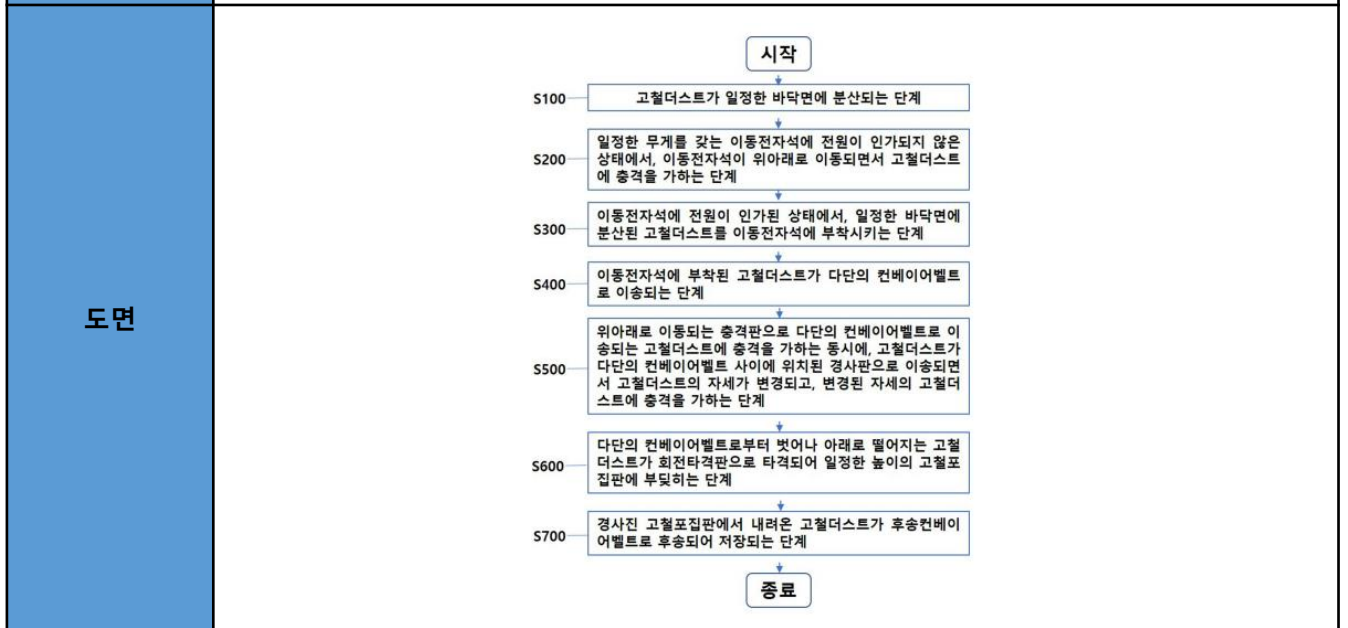 도면
시작
S100
고철더스트가 일정한 바닥면에 분산되는 단계
S200
일정한 무게를 갖는 이동전자석에 전원이 인가되지 않은
상태에서, 이동전자석이 위아래로 이동되면서 고철더스트
에 충격을 가하는 단계
S300
이동전자석에 전원이 인가된 상태에서, 일정한 바닥면에
분산된 고철더스트를 이동전자석에 부착시키는 단계
S400
이동전자석에 부착된 고철더스트가 다단의 컨베이어벨트
로 이송되는 단계
S500
위아래로 이동되는 충격판으로 다단의 컨베이어벨트로 이
송되는 고철더스트에 충격을 가하는 동시에, 고철더스트가
다단의 컨베이어벨트 사이에 위치된 경사판으로 이송되면
서 고철더스트의 자세가 변경되고, 변경된 자세의 고철더
스트에 충격을 가하는 단계
S600
다단의 컨베이어벨트로부터 벗어나 아래로 떨어지는 고철
더스트가 회전타격판으로 타격되어 일정한 높이의 고철포
집판에 부딪히는 단계
S700
경사진 고철포집판에서 내려온 고철더스트가 후송컨베이
어벨트로 후송되어 저장되는 단계
종료